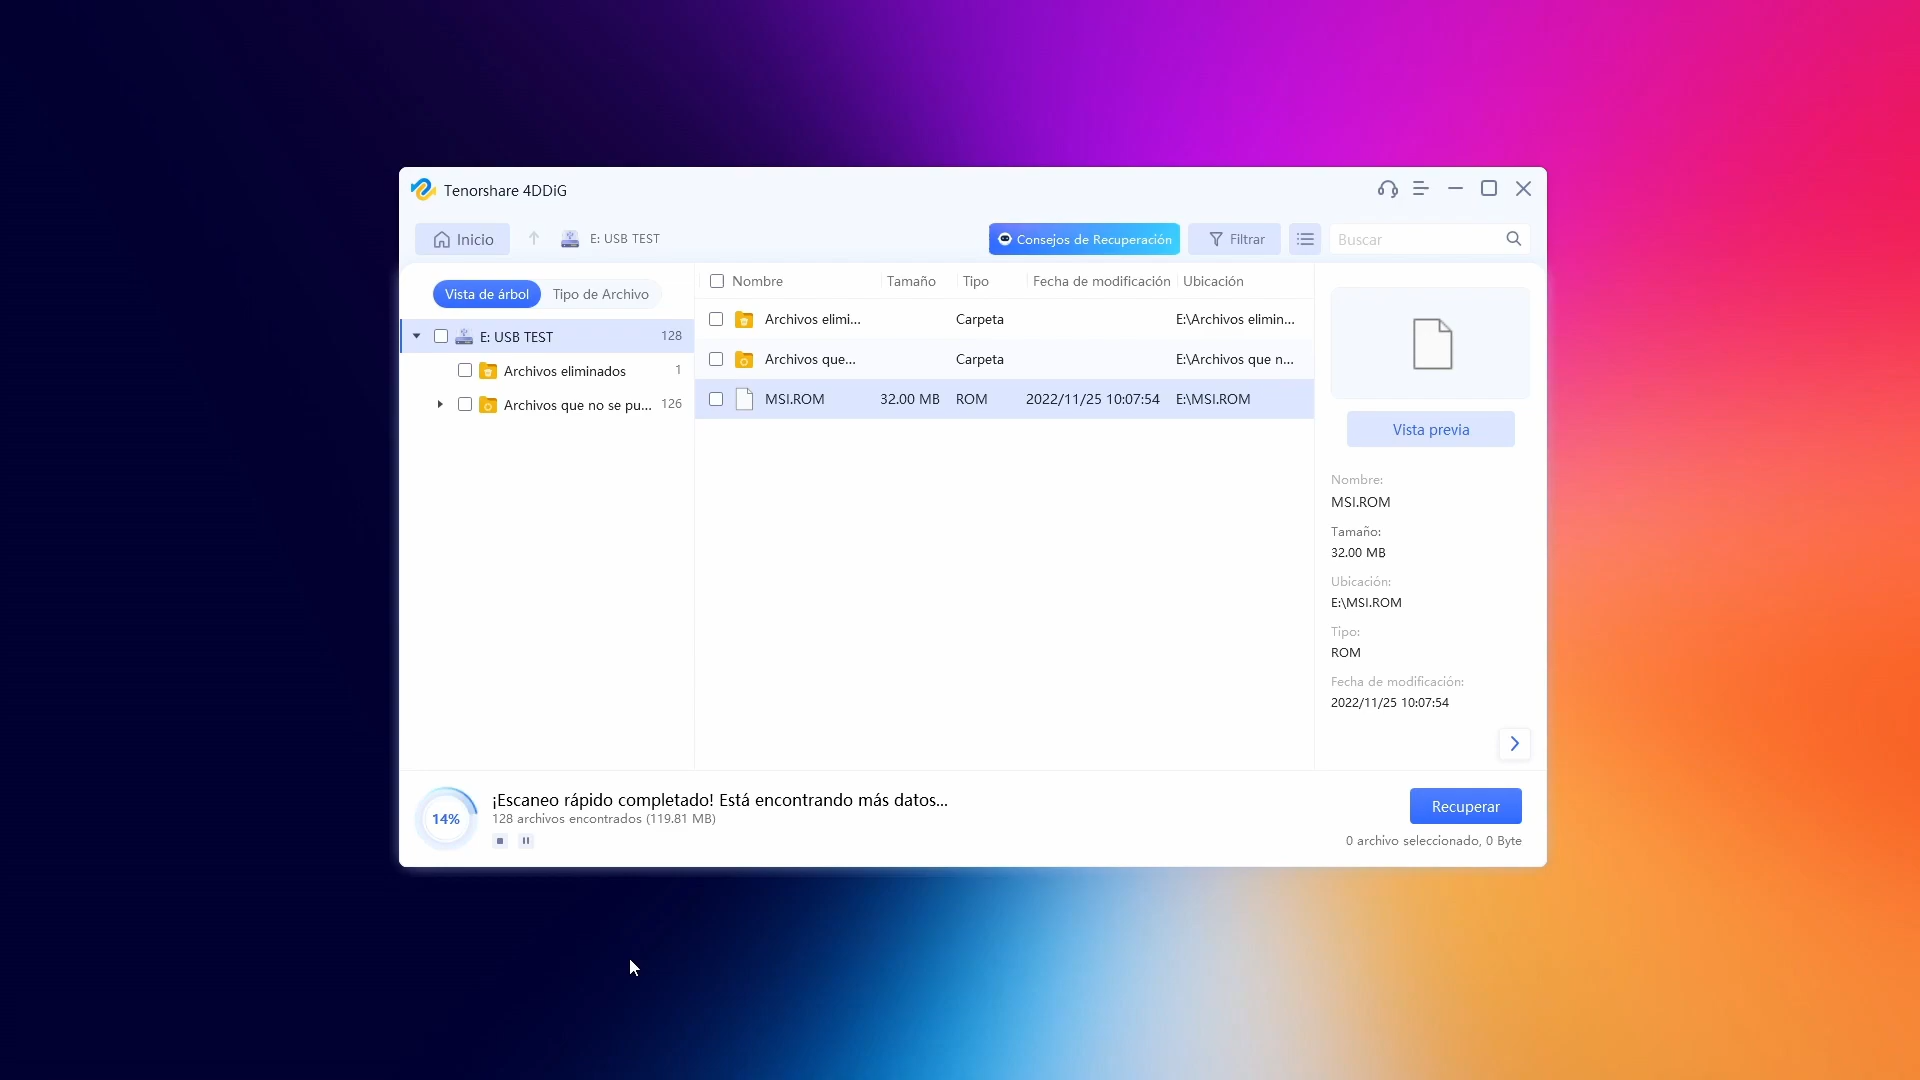 Tenorshare 4DDiG
Inicio
E: USB TEST
Consejos de Recuperación
Filtrar
Buscar
Vista de árbol
Tipo de Archivo
Nombre
Tamaño
Tipo
Fecha de modificación
Ubicación
E: USB TEST 128
Archivos eliminados 1
Archivos que no se pu... 126
Archivos elimi... Carpeta E:\Archivos elimin...
Archivos que... Carpeta E:\Archivos que n...
MSI.ROM 32.00 MB ROM 2022/11/25 10:07:54 E:\MSI.ROM
Vista previa
Nombre:
MSI.ROM
Tamaño:
32.00 MB
Ubicación:
E:\MSI.ROM
Tipo:
ROM
Fecha de modificación:
2022/11/25 10:07:54
14%
¡Escaneo rápido completado! Está encontrando más datos...
128 archivos encontrados (119.81 MB)
Recuperar
0 archivo seleccionado, 0 Byte